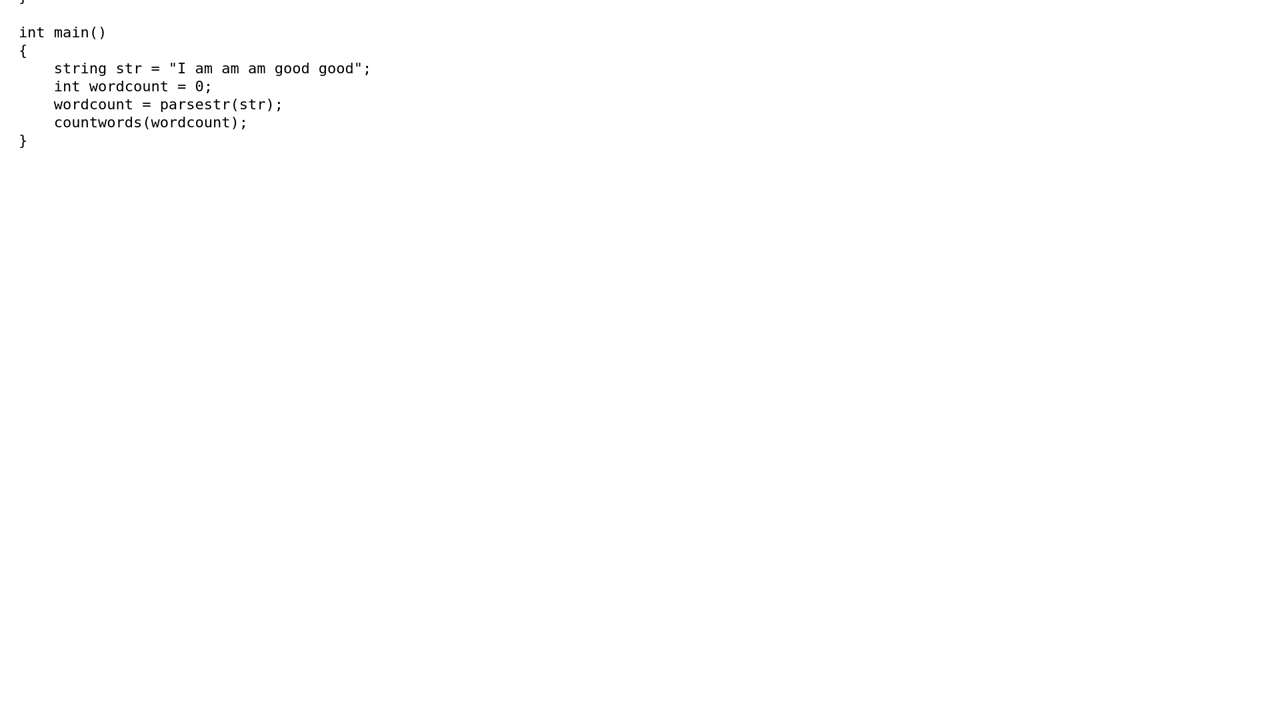 }
int main()
{
    string str = "I am am am good good";
    int wordcount = 0;
    wordcount = parsestr(str);
    countwords(wordcount);
}